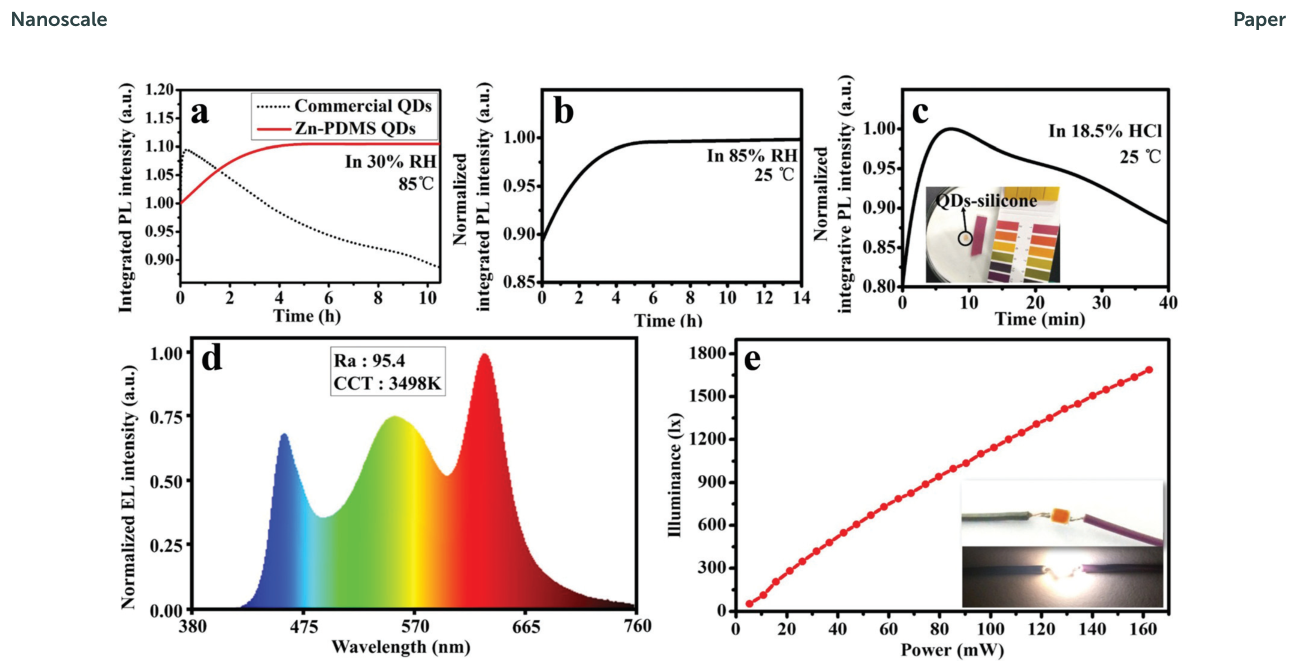 Nanoscale
Paper
a
Commercial QDs
Zn-PDMS QDs
In 30% RH
85℃
Integrated PL intensity (a.u.)
1.20
1.15
1.10
1.05
1.00
0.95
0.90
0 2 4 6 8 10
Time (h)
b
In 85% RH
25 ℃
Normalized
integrated PL intensity (a.u.)
1.00
0.95
0.90
0.85
0 2 4 6 8 10 12 14
Time (h)
c
In 18.5% HCl
25 ℃
QDs-silicone
Normalized
integrative PL intensity (a.u.)
1.00
0.95
0.90
0.85
0.80
0 10 20 30 40
Time (min)
d
Ra : 95.4
CCT : 3498K
Normalized EL intensity (a.u.)
1.00
0.75
0.50
0.25
0.00
380 475 570 665 760
Wavelength (nm)
e
Illuminance (lx)
1800
1500
1200
900
600
300
0
0 20 40 60 80 100 120 140 160
Power (mW)